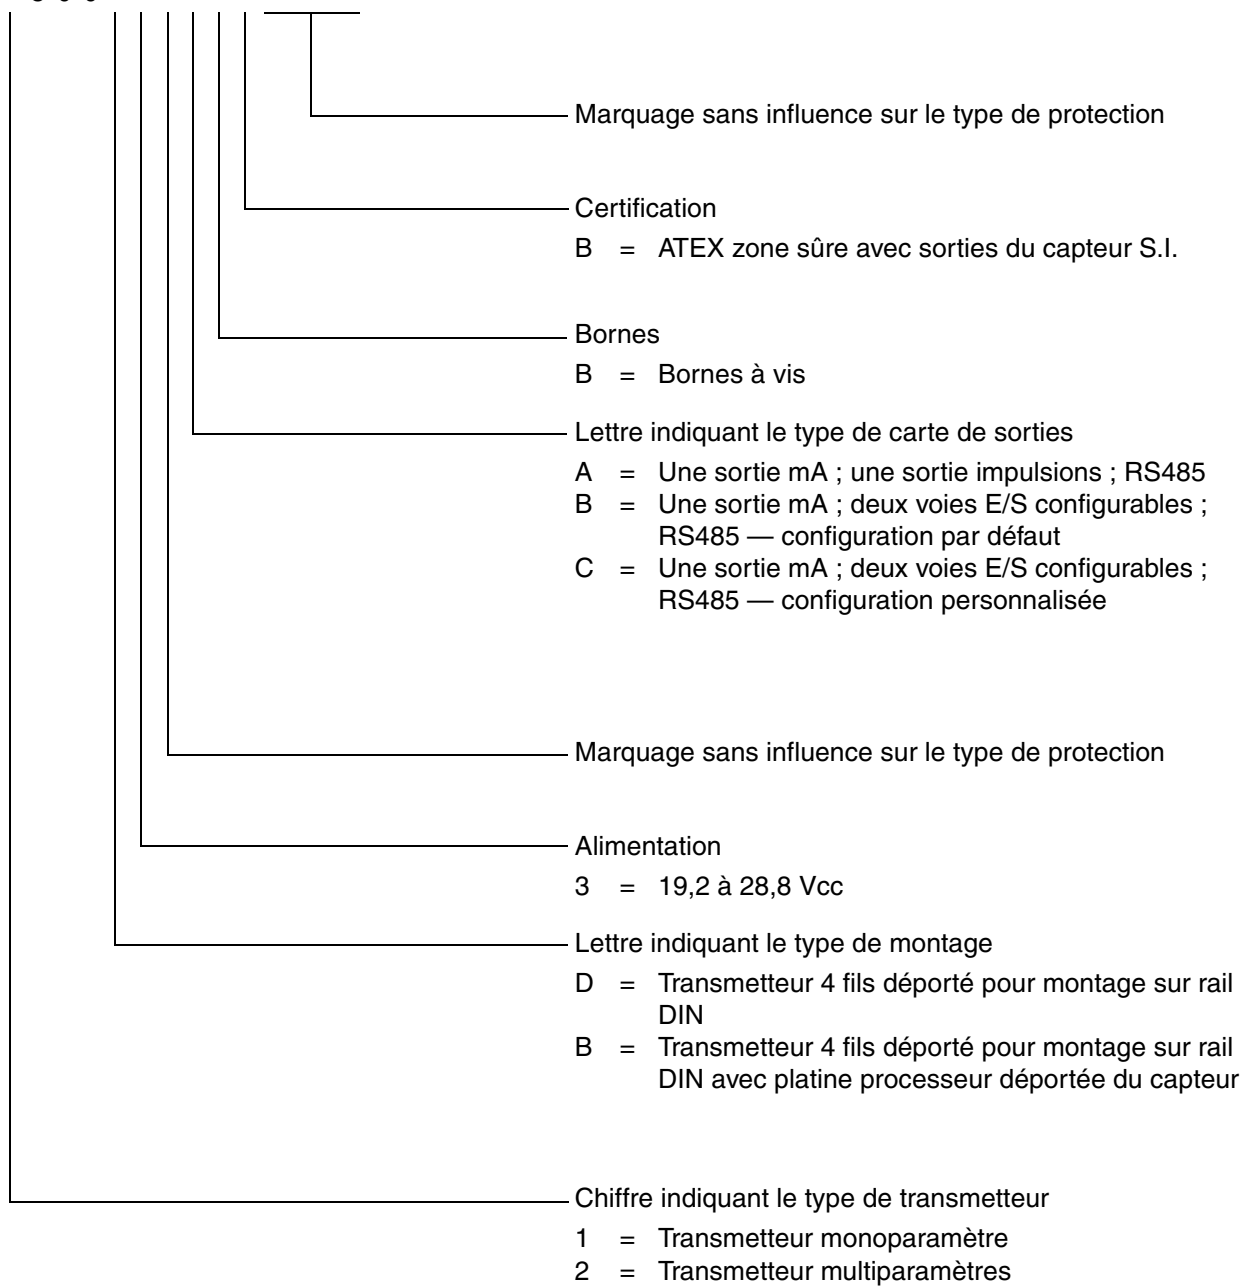 Marquage sans influence sur le type de protection
Certification
B = ATEX zone sûre avec sorties du capteur S.I.
Bornes
B = Bornes à vis
Lettre indiquant le type de carte de sorties
A = Une sortie mA ; une sortie impulsions ; RS485
B = Une sortie mA ; deux voies E/S configurables ;
RS485 — configuration par défaut
C = Une sortie mA ; deux voies E/S configurables ;
RS485 — configuration personnalisée
Marquage sans influence sur le type de protection
Alimentation
3 = 19,2 à 28,8 Vcc
Lettre indiquant le type de montage
D = Transmetteur 4 fils déporté pour montage sur rail
DIN
B = Transmetteur 4 fils déporté pour montage sur rail
DIN avec platine processeur déportée du capteur
Chiffre indiquant le type de transmetteur
1 = Transmetteur monoparamètre
2 = Transmetteur multiparamètres